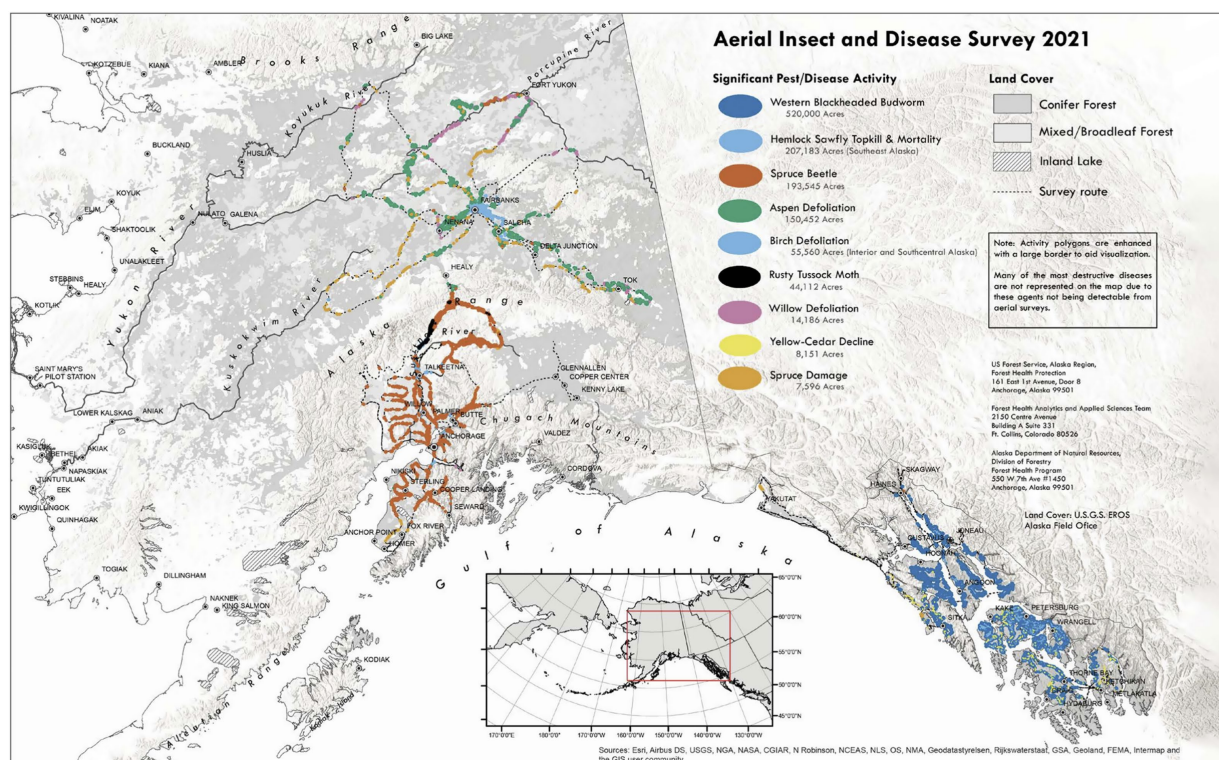 Aerial Insect and Disease Survey 2021
Significant Pest/Disease Activity
Western Blackheaded Budworm
520,000 Acres
Hemlock Sawfly Topkill & Mortality
207,183 Acres (Southeast Alaska)
Spruce Beetle
193,545 Acres
Aspen Defoliation
150,452 Acres
Birch Defoliation
55,560 Acres (Interior and Southcentral Alaska)
Rusty Tussock Moth
44,112 Acres
Willow Defoliation
14,186 Acres
Yellow-Cedar Decline
8,151 Acres
Spruce Damage
7,596 Acres
Land Cover
Conifer Forest
Mixed/Broadleaf Forest
Inland Lake
Survey route
Note: Activity polygons are enhanced
with a large border to aid visualization.
Many of the most destructive diseases
are not represented on the map due to
these agents not being detectable from
aerial surveys.
US Forest Service, Alaska Region,
Forest Health Protection
161 East 1st Avenue, Door 8
Anchorage, Alaska 99501
Forest Health Analytics and Applied Sciences Team
2150 Centre Avenue
Building A Suite 331
Ft. Collins, Colorado 80526
Alaska Department of Natural Resources,
Division of Forestry
Forest Health Program
550 W 7th Ave #1450
Anchorage, Alaska 99501
Land Cover: U.S.G.S. EROS
Alaska Field Ofice
KIVALINA
NOATAK
KOTZEBUE
KIANA
AMBLER
BIG LAKE
Brooks Range
Koyukuk River
Porcupine River
FORT YUKON
BUCKLAND
HUSLIA
KOYUK
ELIM
NULATO
GALENA
SHAKTOOLIK
UNALAKLEET
STEBBINS
HEALY
KOTLIK
Yukon River
Kuskokwim
FAIRBANKS
NENANA
SALCHA
DELTA JUNCTION
TOK
HEALY
Range
River
SAINT MARY'S
PILOT STATION
LOWER KALSKAG
ANIAK
KASIGLUK
AKIAK
BETHEL
NAPASKIAK
TUNTUTULIAK
EEK
KWIGILLINGOK
QUINHAGAK
TOGIAK
DILLINGHAM
NAKNEK
KING SALMON
KODIAK
Aleutian Range
TALKEETNA
WILLOW
PALMER
BUTTE
ANCHORAGE
GLENNALLEN
COPPER CENTER
KENNY LAKE
Chugach Mountains
VALDEZ
CORDOVA
NIKISKI
STERLING
COOPER LANDING
SEWARD
FOX RIVER
ANCHOR POINT
HOMER
Gulf of Alaska
YAKUTAT
SKAGWAY
HAINES
JUNEAU
GUSTAVUS
HOONAH
ANGOON
SITKA
KAKE
PETERSBURG
WRANGELL
THORNE BAY
KETCHIKAN
METLAKATLA
CRAIG
HYDABURG
65°0'0"N
60°0'0"N
55°0'0"N
50°0'0"N
45°0'0"N
170°0'0"E
180°0'0"
170°0'0"W
160°0'0"W
150°0'0"W
140°0'0"W
130°0'0"W
Sources: Esri, Airbus DS, USGS, NGA, NASA, CGIAR, N Robinson, NCEAS, NLS, OS, NMA, Geodatastyrelsen, Rijkswaterstaat, GSA, Geoland, FEMA, Intermap and
the GIS user community